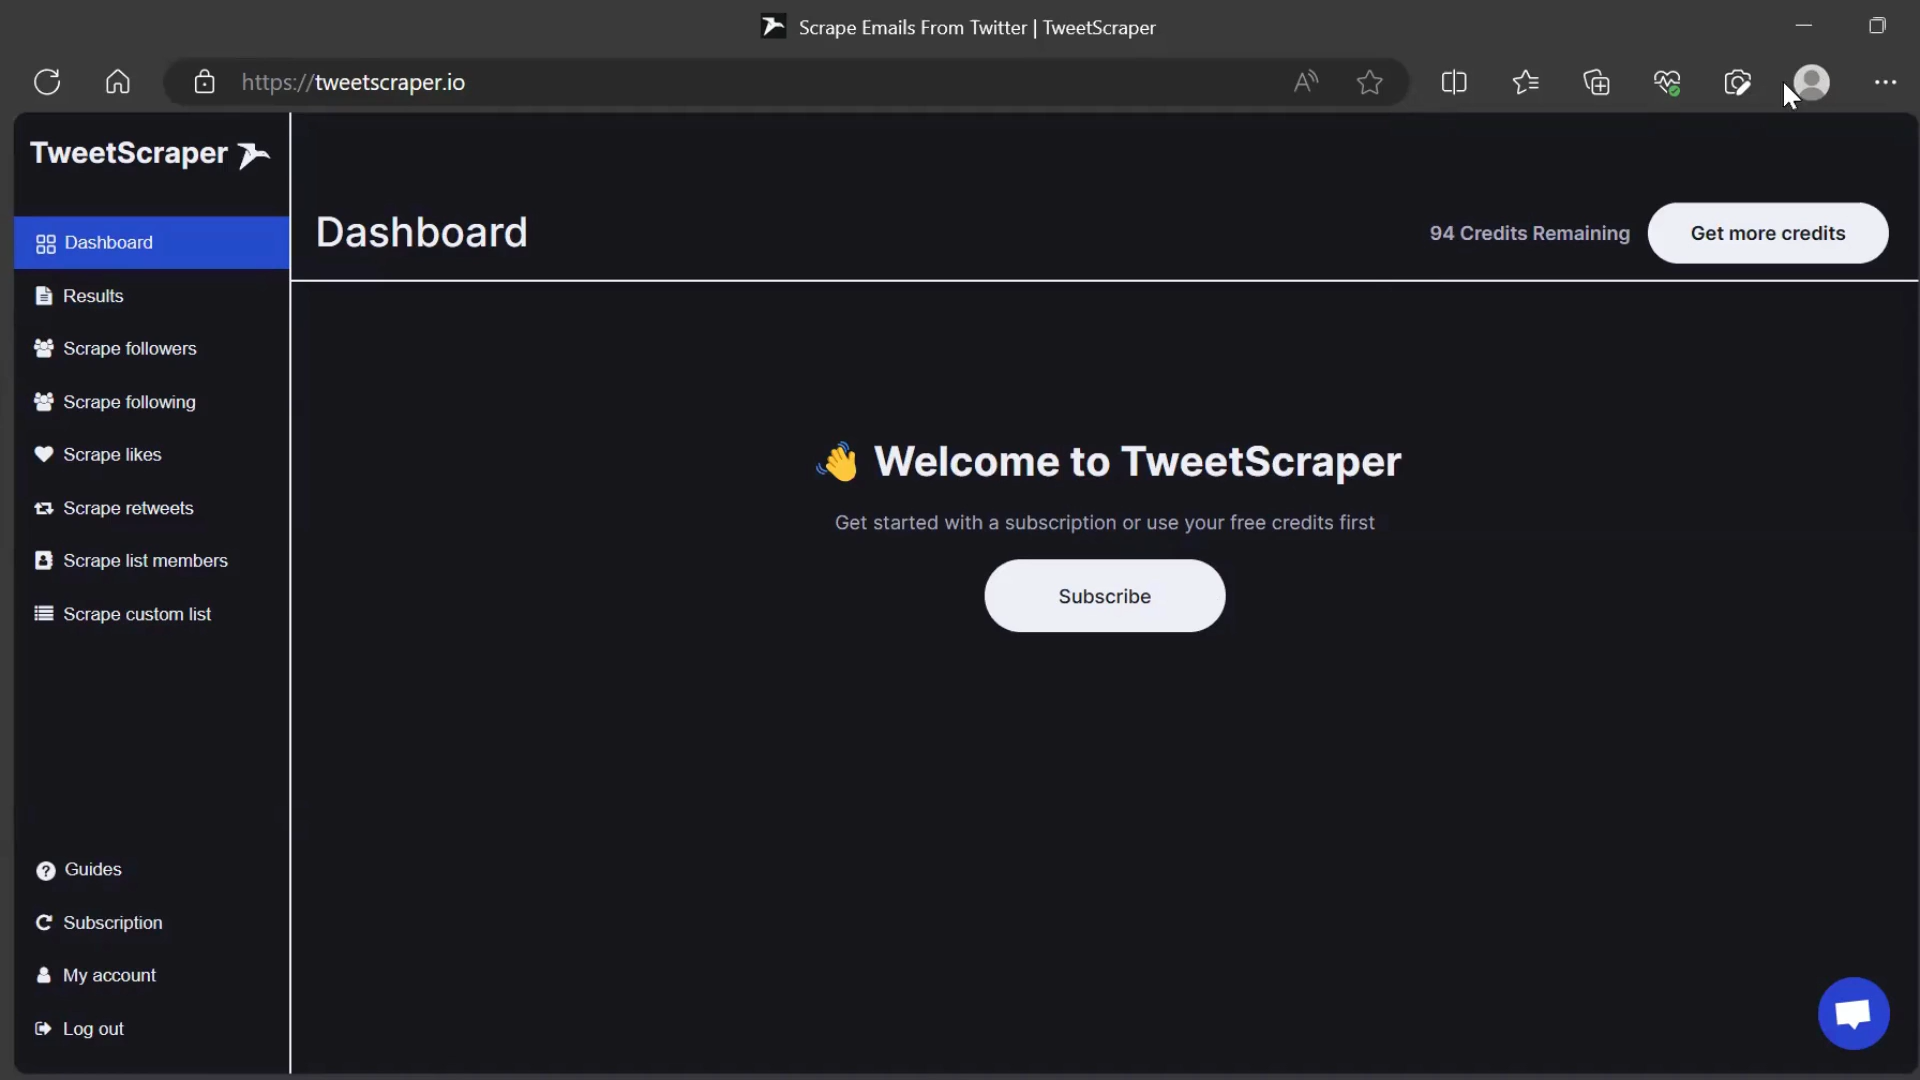 Scrape Emails From Twitter | TweetScraper
https://tweetscraper.io
TweetScraper
Dashboard
Results
Scrape followers
Scrape following
Scrape likes
Scrape retweets
Scrape list members
Scrape custom list
Guides
Subscription
My account
Log out
Dashboard
94 Credits Remaining
Get more credits
👋 Welcome to TweetScraper
Get started with a subscription or use your free credits first
Subscribe